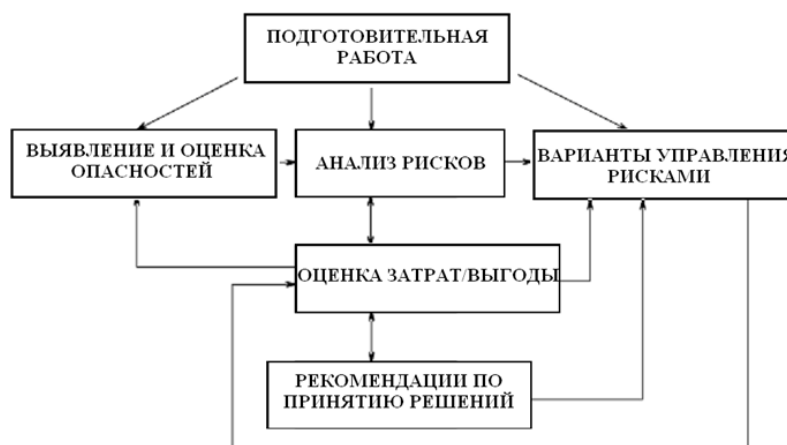 ПОДГОТОВИТЕЛЬНАЯ
РАБОТА
ВЫЯВЛЕНИЕ И ОЦЕНКА
ОПАСНОСТЕЙ
АНАЛИЗ РИСКОВ
ВАРИАНТЫ УПРАВЛЕНИЯ
РИСКАМИ
ОЦЕНКА ЗАТРАТ/ВЫГОДЫ
РЕКОМЕНДАЦИИ ПО
ПРИНЯТИЮ РЕШЕНИЙ